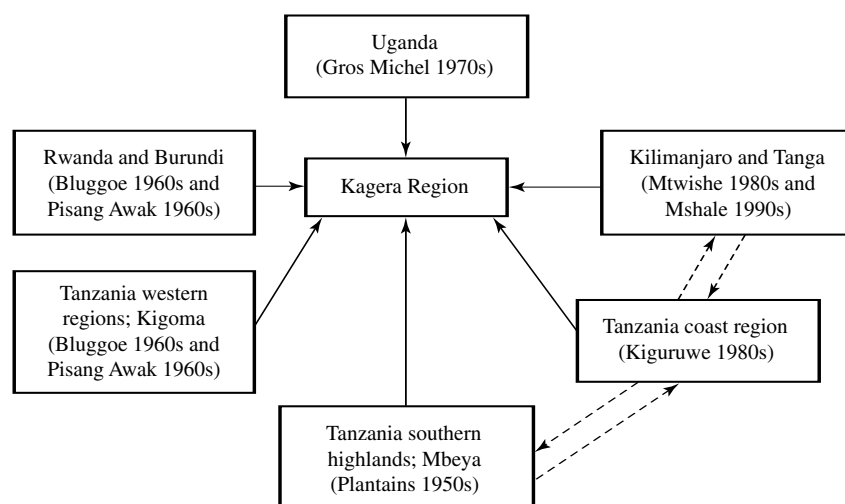 Uganda
(Gros Michel 1970s)
Rwanda and Burundi
(Bluggoe 1960s and
Pisang Awak 1960s)
Kagera Region
Kilimanjaro and Tanga
(Mtwishe 1980s and
Mshale 1990s)
Tanzania western
regions; Kigoma
(Bluggoe 1960s and
Pisang Awak 1960s)
Tanzania coast region
(Kiguruwe 1980s)
Tanzania southern
highlands; Mbeya
(Plantains 1950s)